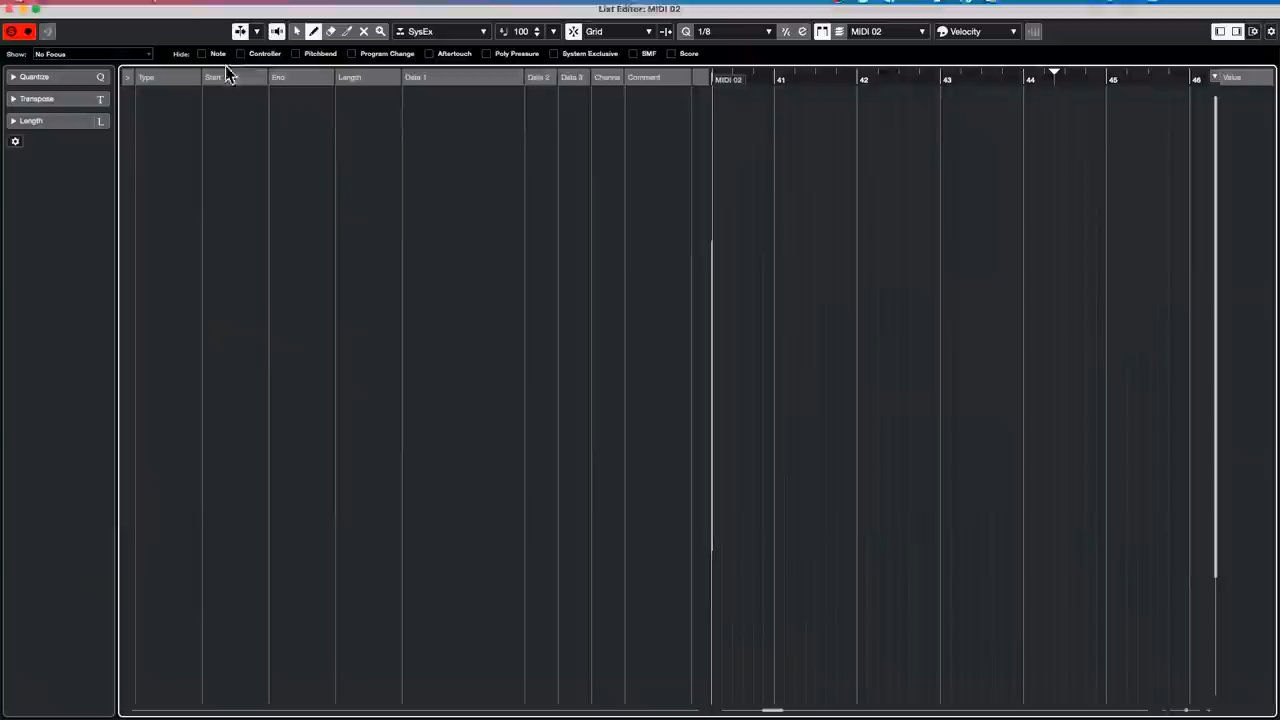 List Editor: MIDI 02
S SysEx 100 Grid Q 1/8 e MIDI 02 Velocity
Show: No Focus Hide: Note Controller Pitchbend Program Change Aftertouch Poly Pressure System Exclusive SMF Score
Quantize Q
Transpose T
Length L
> Type Start End Length Data 1 Data 2 Data 3 Channe Comment
MIDI 02 41 42 43 44 45 46 Value